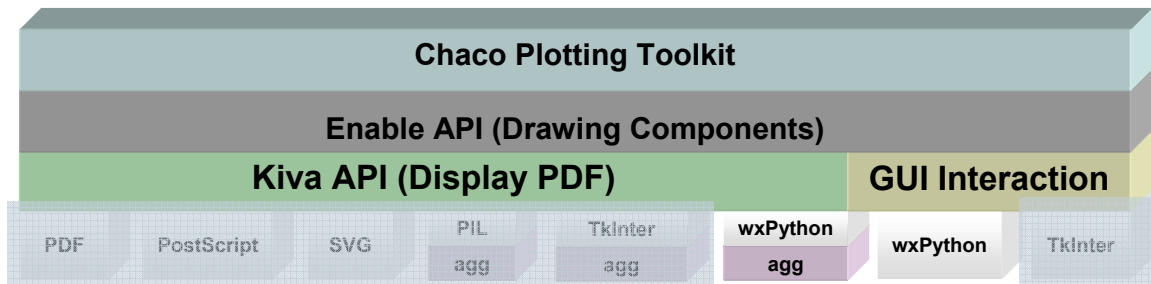 Chaco Plotting Toolkit
Enable API (Drawing Components)
Kiva API (Display PDF)
GUI Interaction
PDF
PostScript
SVG
PIL
agg
TkInter
agg
wxPython
agg
wxPython
TkInter